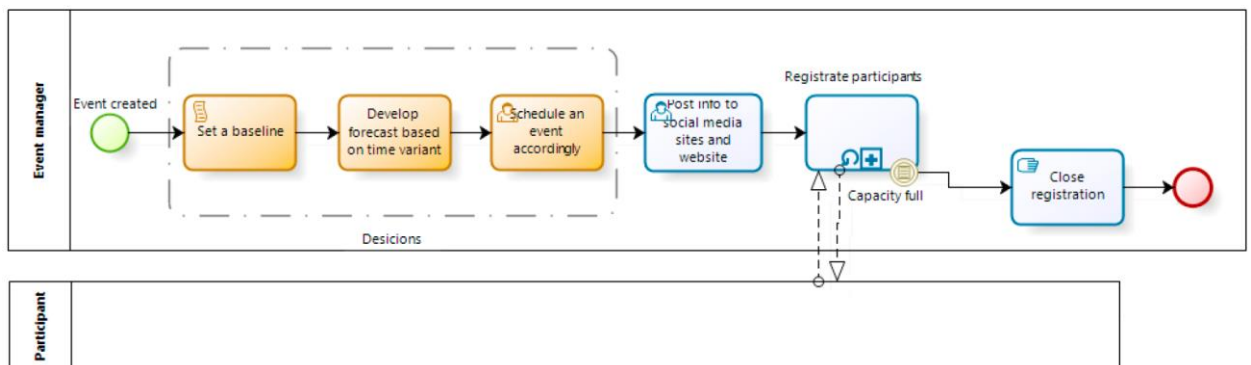 Event manager
Event created
Set a baseline
Develop
forecast based
on time variant
Schedule an
event
accordingly
Desicions
Post info to
social media
sites and
website
Registrate participants
Capacity full
Close
registration
Participant